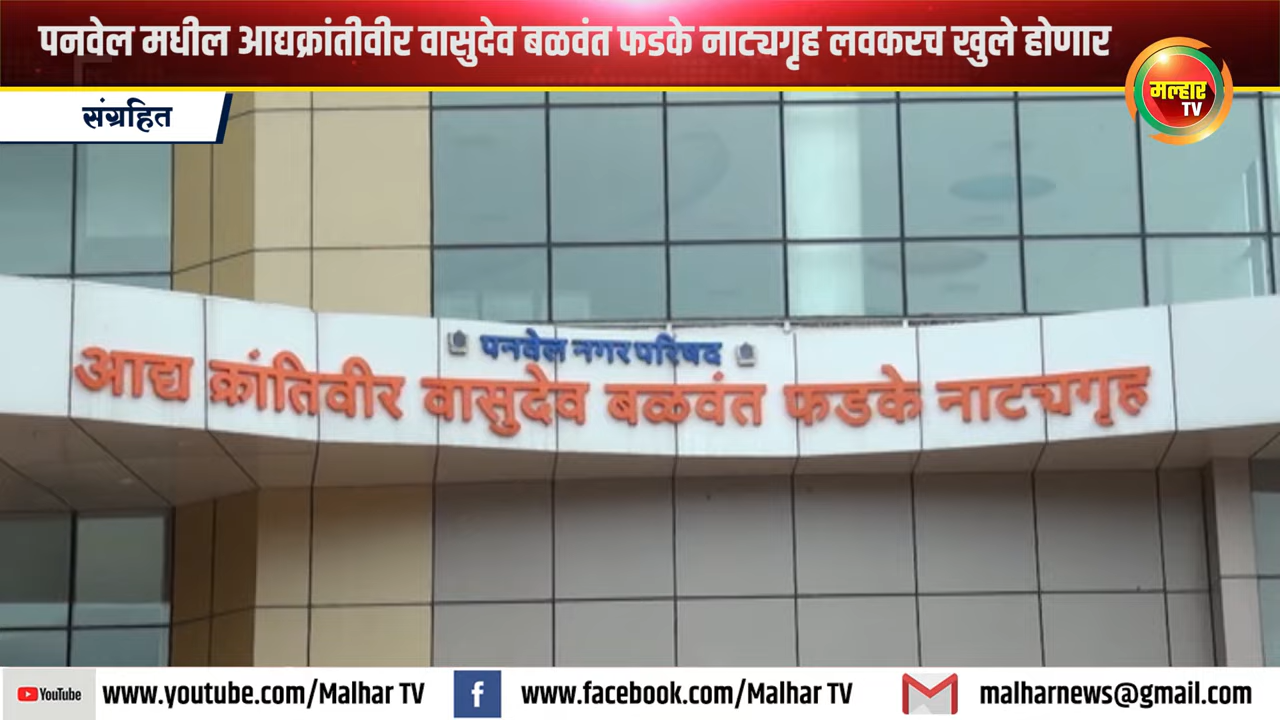 पनवेल मधील आद्यक्रांतीवीर वासुदेव बळवंत फडके नाट्यगृह लवकरच खुले होणार
मल्हार
TV
संग्रहित
पनवेल नगर परिषद
आद्य क्रांतिवीर वासुदेव बळवंत फडके नाट्यगृह
YouTube www.youtube.com/Malhar TV
f www.facebook.com/Malhar TV
malharnews@gmail.com